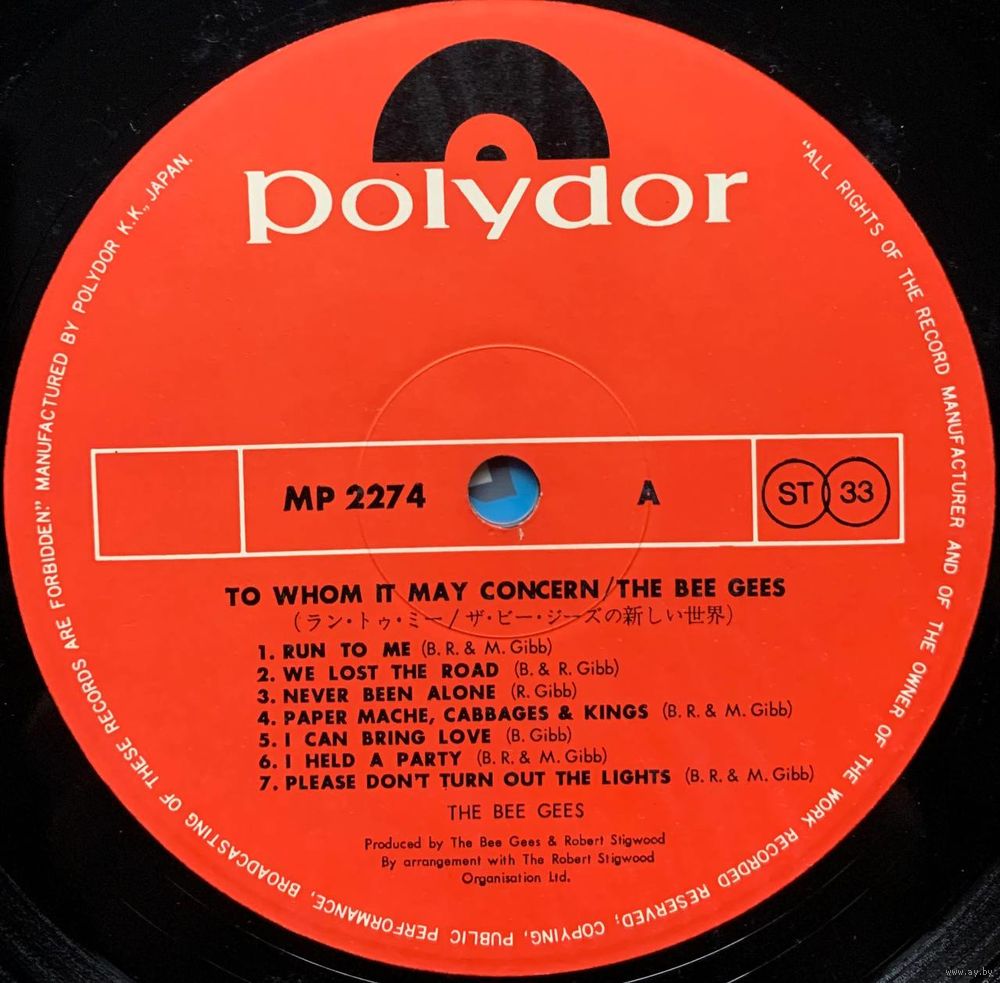 polydor
"ALL RIGHTS OF THE RECORD MANUFACTURER AND OF THE OWNER OF THE WORK RECORDED RESERVED; COPYING, PUBLIC PERFORMANCE, BROADCASTING OF THESE RECORDS ARE FORBIDDEN." MANUFACTURED BY POLYDOR K.K., JAPAN.
MP 2274 A ST 33
TO WHOM IT MAY CONCERN/THE BEE GEES
(ラン・トゥ・ミー/ザ・ビー・ジーズの新しい世界)
1. RUN TO ME (B. R. & M. Gibb)
2. WE LOST THE ROAD (B. & R. Gibb)
3. NEVER BEEN ALONE (R. Gibb)
4. PAPER MACHE, CABBAGES & KINGS (B. R. & M. Gibb)
5. I CAN BRING LOVE (B. Gibb)
6. I HELD A PARTY (B. R. & M. Gibb)
7. PLEASE DON'T TURN OUT THE LIGHTS (B. R. & M. Gibb)
THE BEE GEES
Produced by The Bee Gees & Robert Stigwood
By arrangement with The Robert Stigwood
Organisation Ltd.
www.ay.by